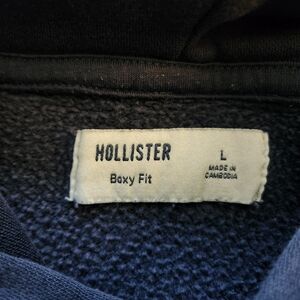 HOLLISTER
Boxy Fit
L
MADE IN
CAMBODIA